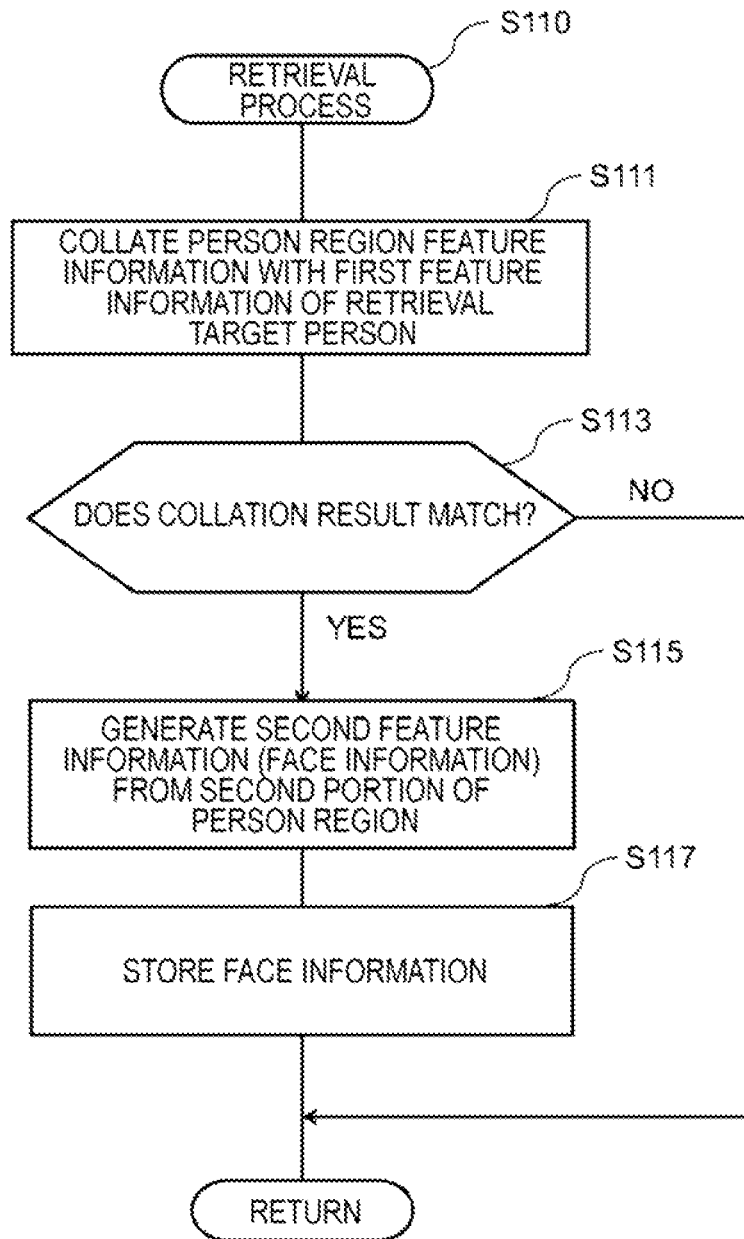 S110
RETRIEVAL
PROCESS
S111
COLLATE PERSON REGION FEATURE
INFORMATION WITH FIRST FEATURE
INFORMATION OF RETRIEVAL
TARGET PERSON
S113
DOES COLLATION RESULT MATCH?
NO
YES
S115
GENERATE SECOND FEATURE
INFORMATION (FACE INFORMATION)
FROM SECOND PORTION OF
PERSON REGION
S117
STORE FACE INFORMATION
RETURN